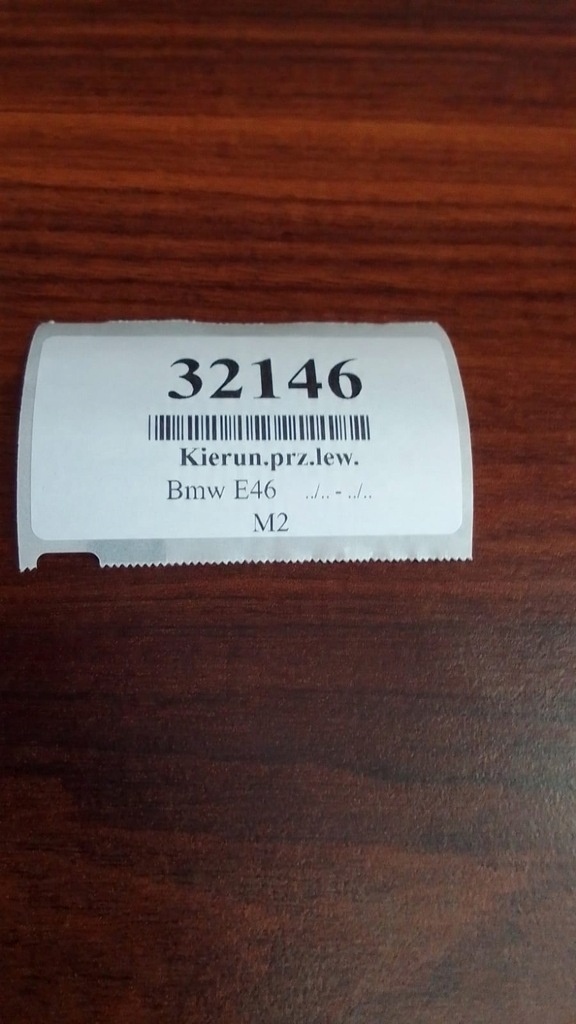 32146
Kierun.prz.lew.
Bmw E46 ../.. - ../..
M2